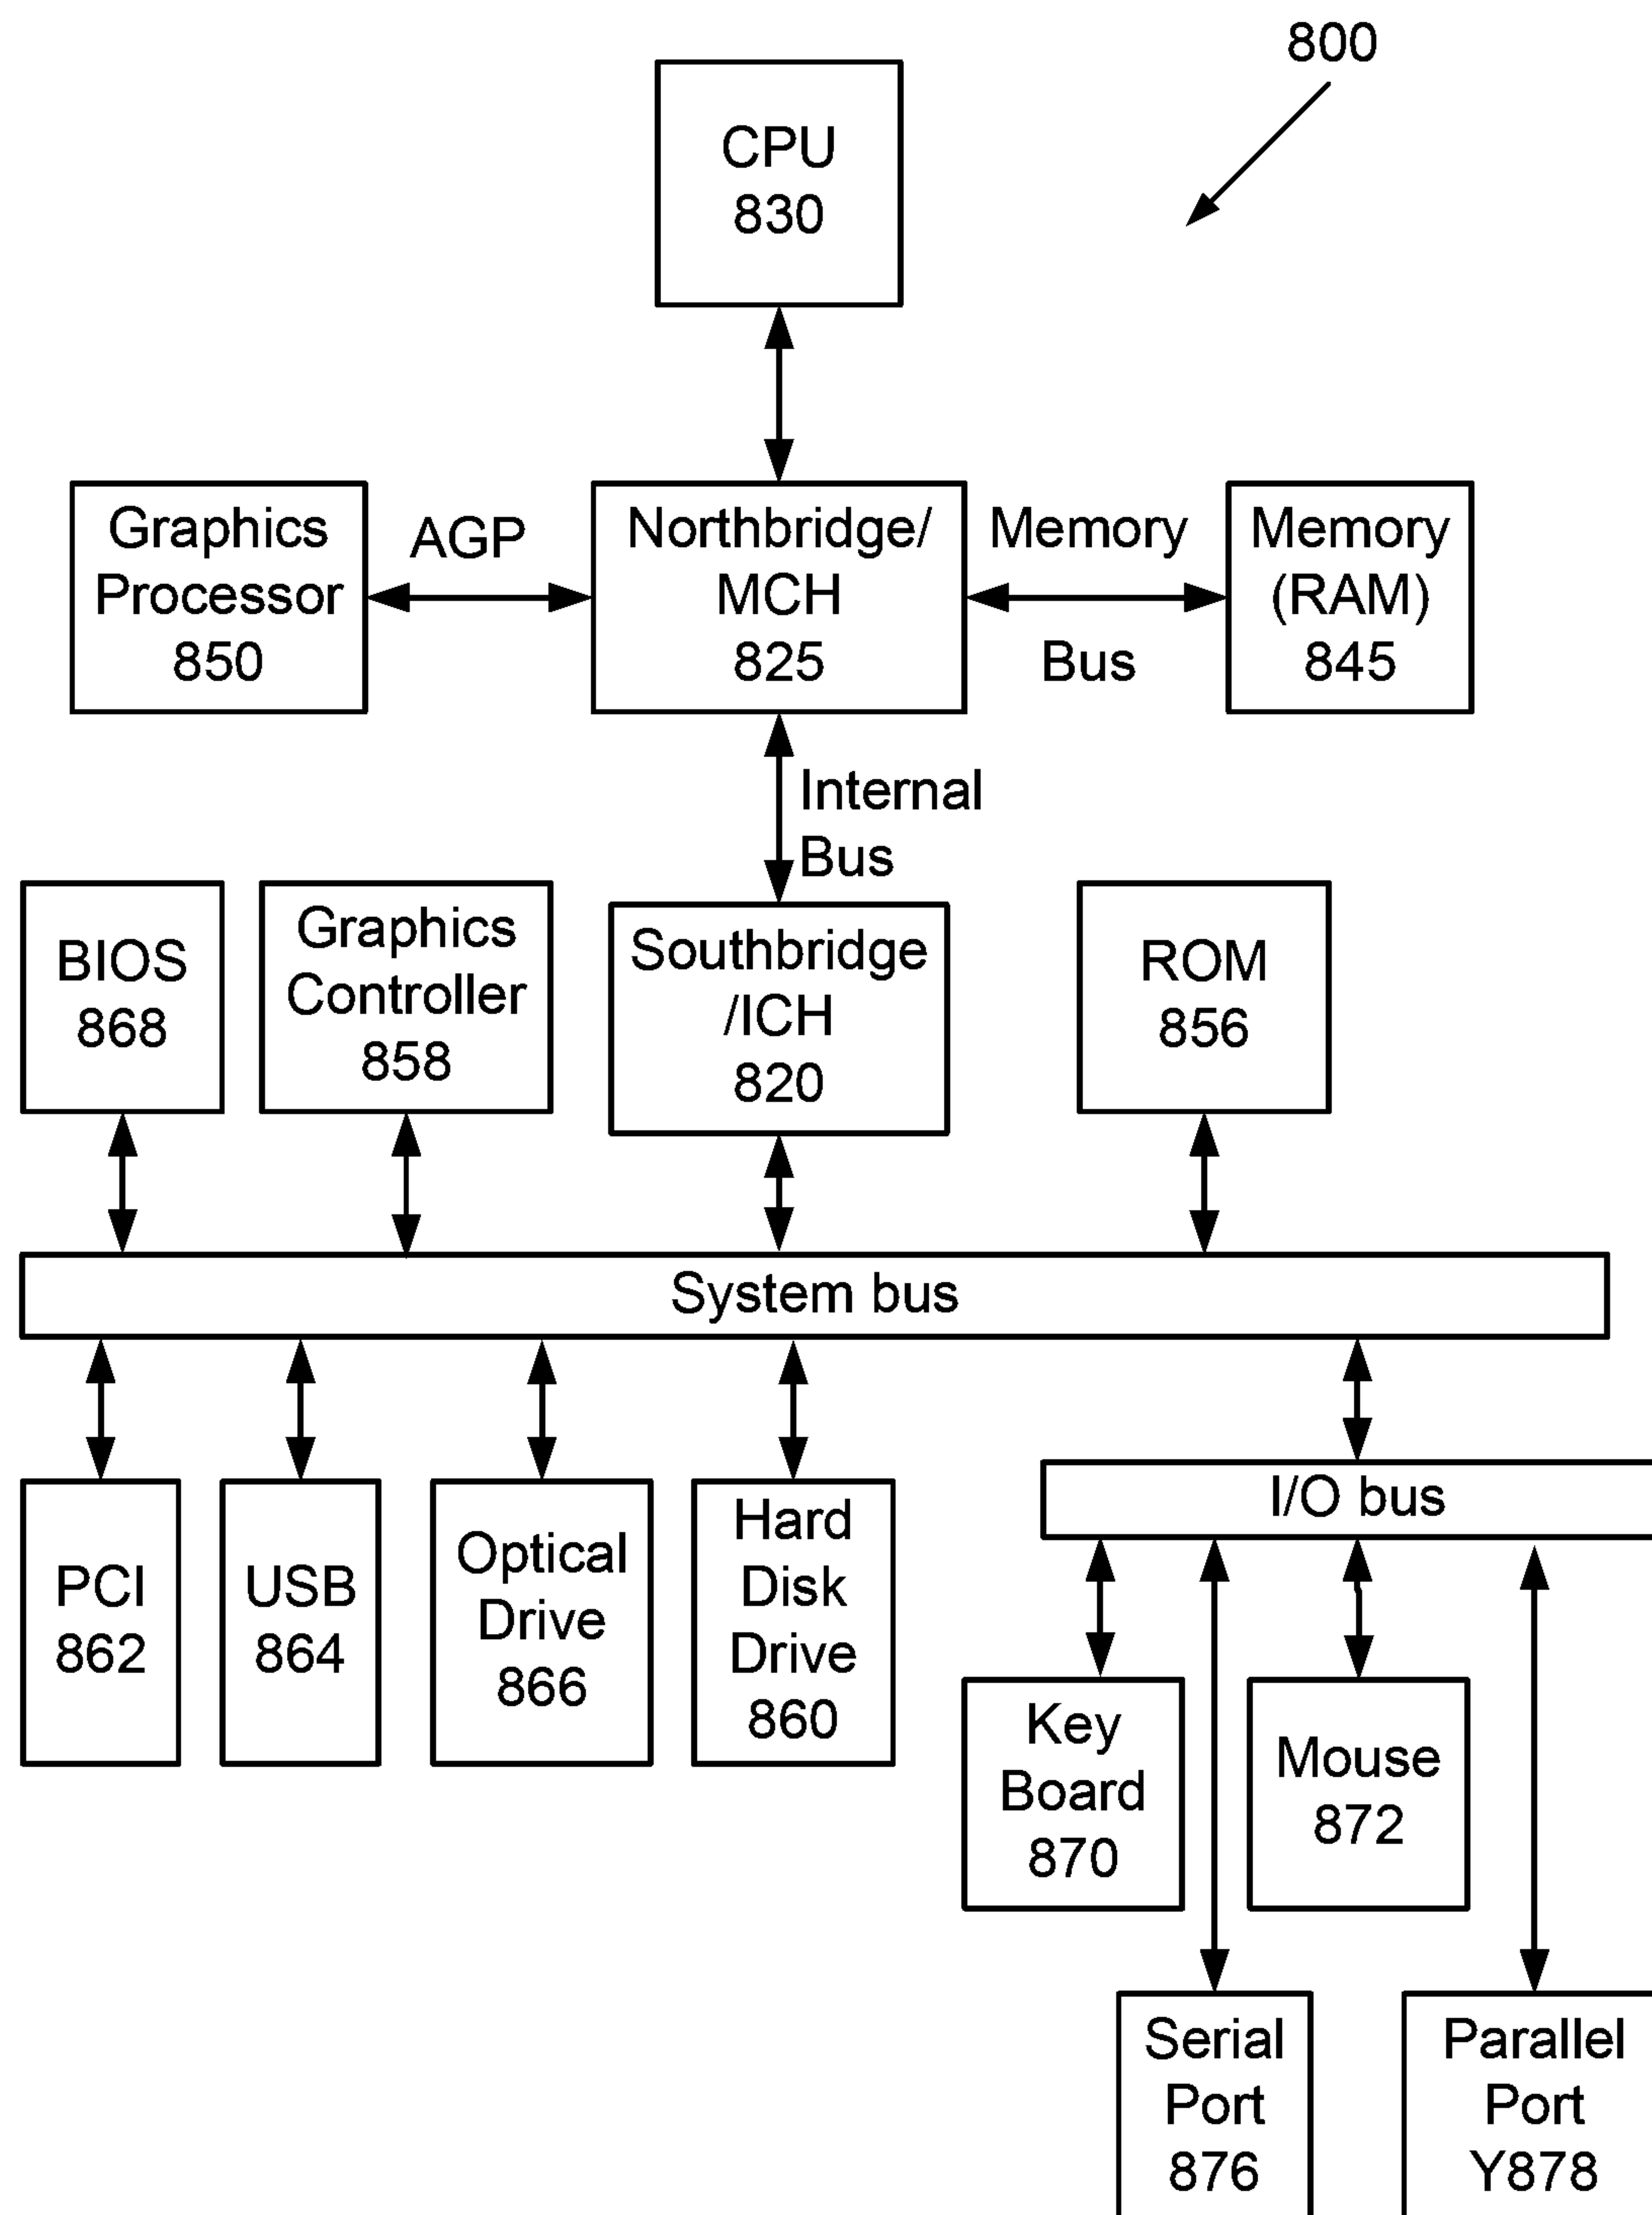 800
CPU
830
Graphics
Processor
850
AGP
Northbridge/
MCH
825
Memory
Bus
Memory
(RAM)
845
Internal
Bus
BIOS
868
Graphics
Controller
858
Southbridge
/ICH
820
ROM
856
System bus
PCI
862
USB
864
Optical
Drive
866
Hard
Disk
Drive
860
I/O bus
Key
Board
870
Mouse
872
Serial
Port
876
Parallel
Port
Y878